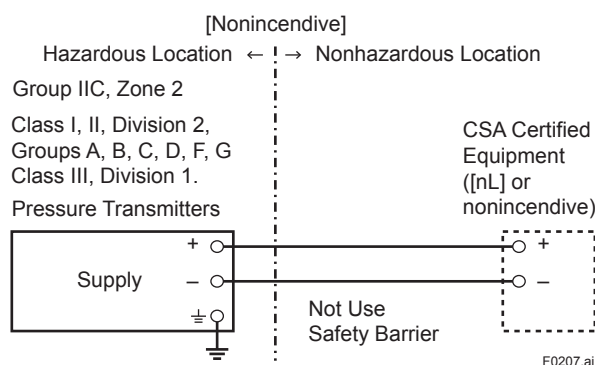 [Nonincendive]
Hazardous Location ← → Nonhazardous Location
Group IIC, Zone 2
Class I, II, Division 2,
Groups A, B, C, D, F, G
Class III, Division 1.
CSA Certified
Equipment
([nL] or
nonincendive)
Pressure Transmitters
+ +
Supply – –
Not Use
Safety Barrier
F0207.ai